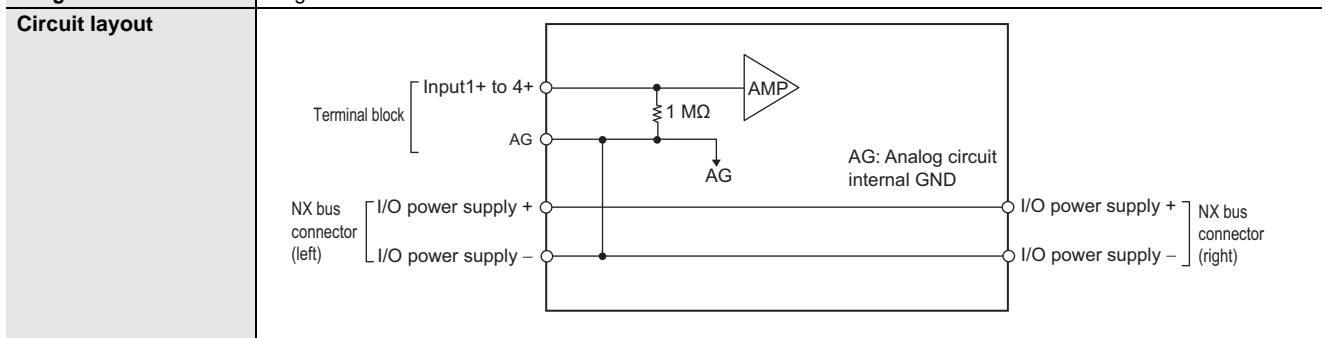 Circuit layout
Input1+ to 4+
AMP
Terminal block
1 MΩ
AG
AG
AG: Analog circuit
internal GND
NX bus
connector
(left)
I/O power supply +
I/O power supply –
I/O power supply +
I/O power supply –
NX bus
connector
(right)